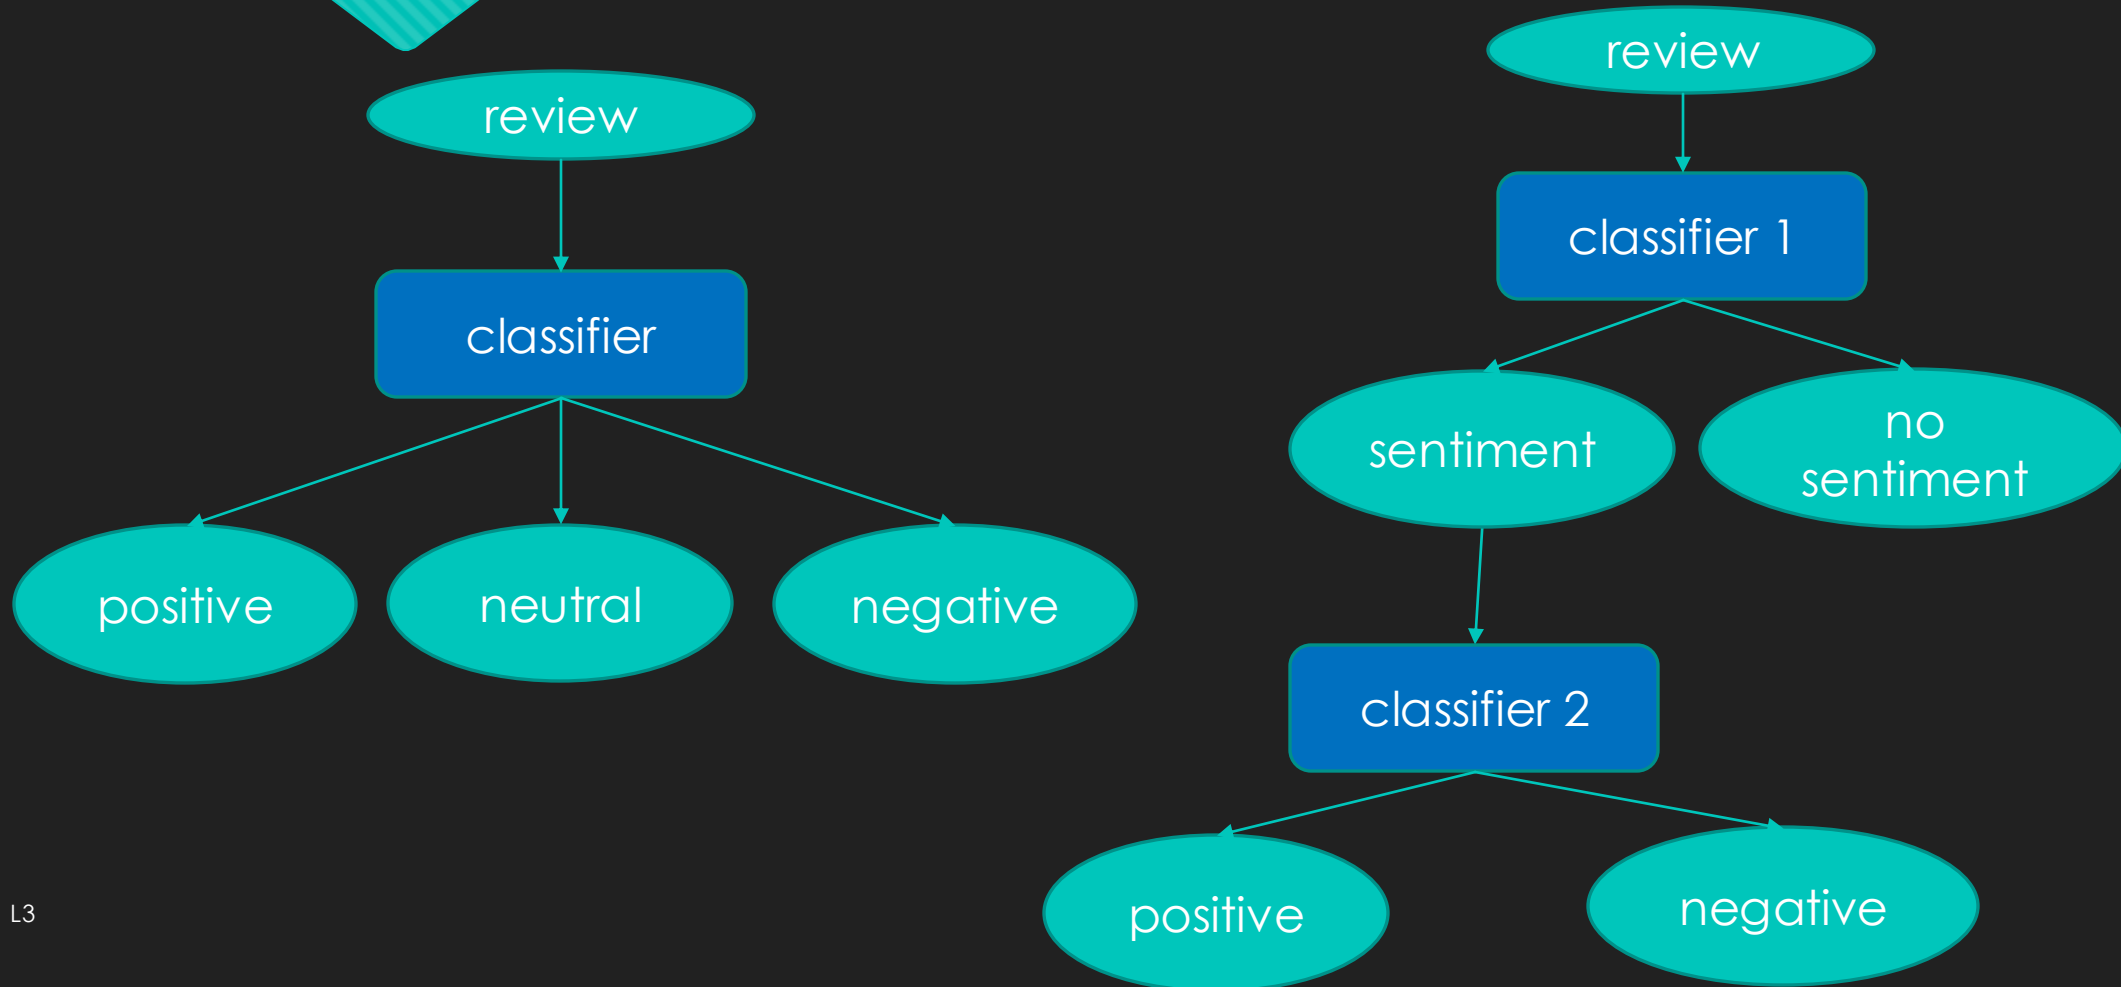 review
classifier
positive
neutral
negative
review
classifier 1
sentiment
no
sentiment
classifier 2
positive
negative
L3